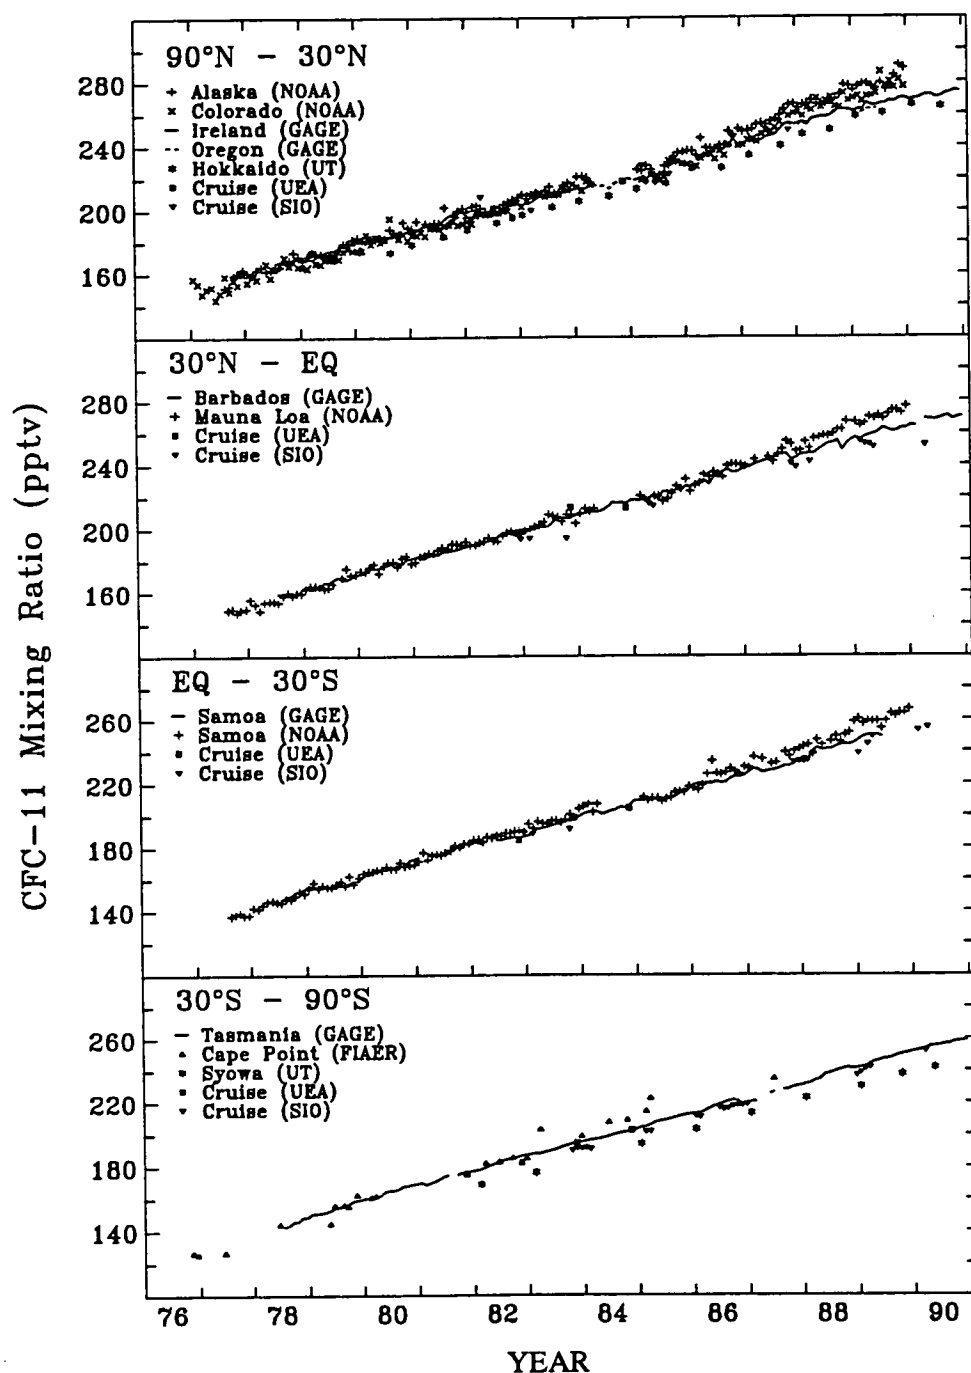 90°N − 30°N
+ Alaska (NOAA)
× Colorado (NOAA)
— Ireland (GAGE)
--- Oregon (GAGE)
* Hokkaido (UT)
▪ Cruise (UEA)
▾ Cruise (SIO)
280
240
200
160
30°N − EQ
— Barbados (GAGE)
+ Mauna Loa (NOAA)
▪ Cruise (UEA)
▾ Cruise (SIO)
280
240
200
160
EQ − 30°S
— Samoa (GAGE)
+ Samoa (NOAA)
▪ Cruise (UEA)
▾ Cruise (SIO)
260
220
180
140
30°S − 90°S
— Tasmania (GAGE)
▴ Cape Point (FIAER)
* Syowa (UT)
▪ Cruise (UEA)
▾ Cruise (SIO)
260
220
180
140
CFC−11 Mixing Ratio (pptv)
76 78 80 82 84 86 88 90
YEAR